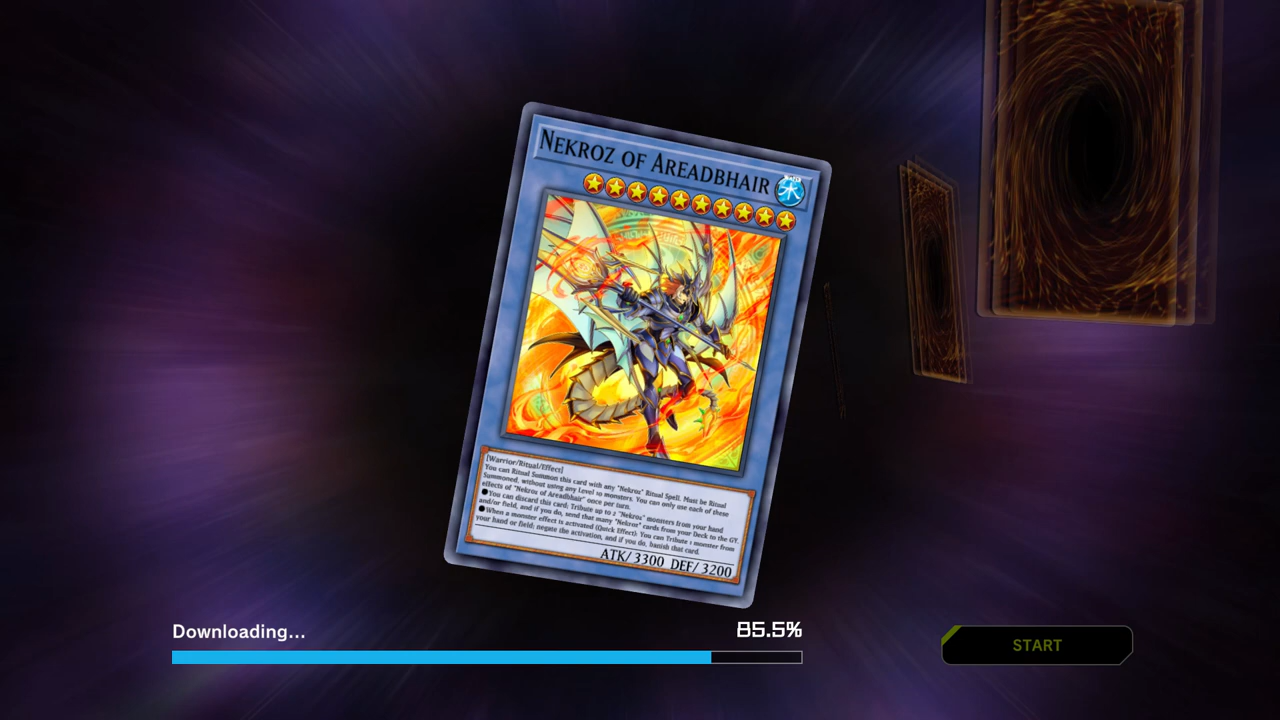 NEKROZ OF AREADBHAIR
[Warrior/Ritual/Effect]
You can Ritual Summon this card with any "Nekroz" Ritual Spell. Must be Ritual
Summoned, without using any Level 10 monsters. You can only use each of these
effects of "Nekroz of Areadbhair" once per turn.
●You can discard this card; Tribute up to 2 "Nekroz" monsters from your hand
and/or field, and if you do, send that many "Nekroz" cards from your Deck to the GY.
●When a monster effect is activated (Quick Effect): You can Tribute 1 monster from
your hand or field; negate the activation, and if you do, banish that card.
ATK/3300 DEF/3200
Downloading...
85.5%
START